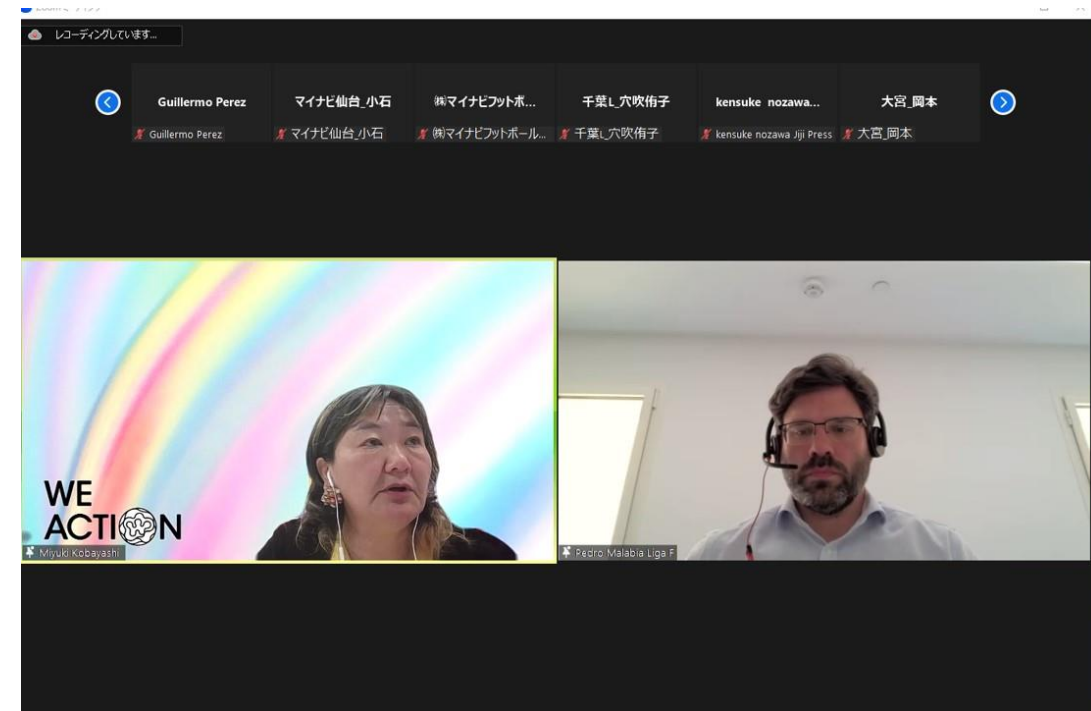 レコーディングしています...
Guillermo Perez
マイナビ仙台_小石
㈱マイナビフットボ...
千葉L_穴吹侑子
kensuke nozawa...
大宮_岡本
Guillermo Perez
マイナビ仙台_小石
㈱マイナビフットボール...
千葉L_穴吹侑子
kensuke nozawa Jiji Press
大宮_岡本
WE
ACTION
Miyuki Kobayashi
Pedro Malabia Liga F